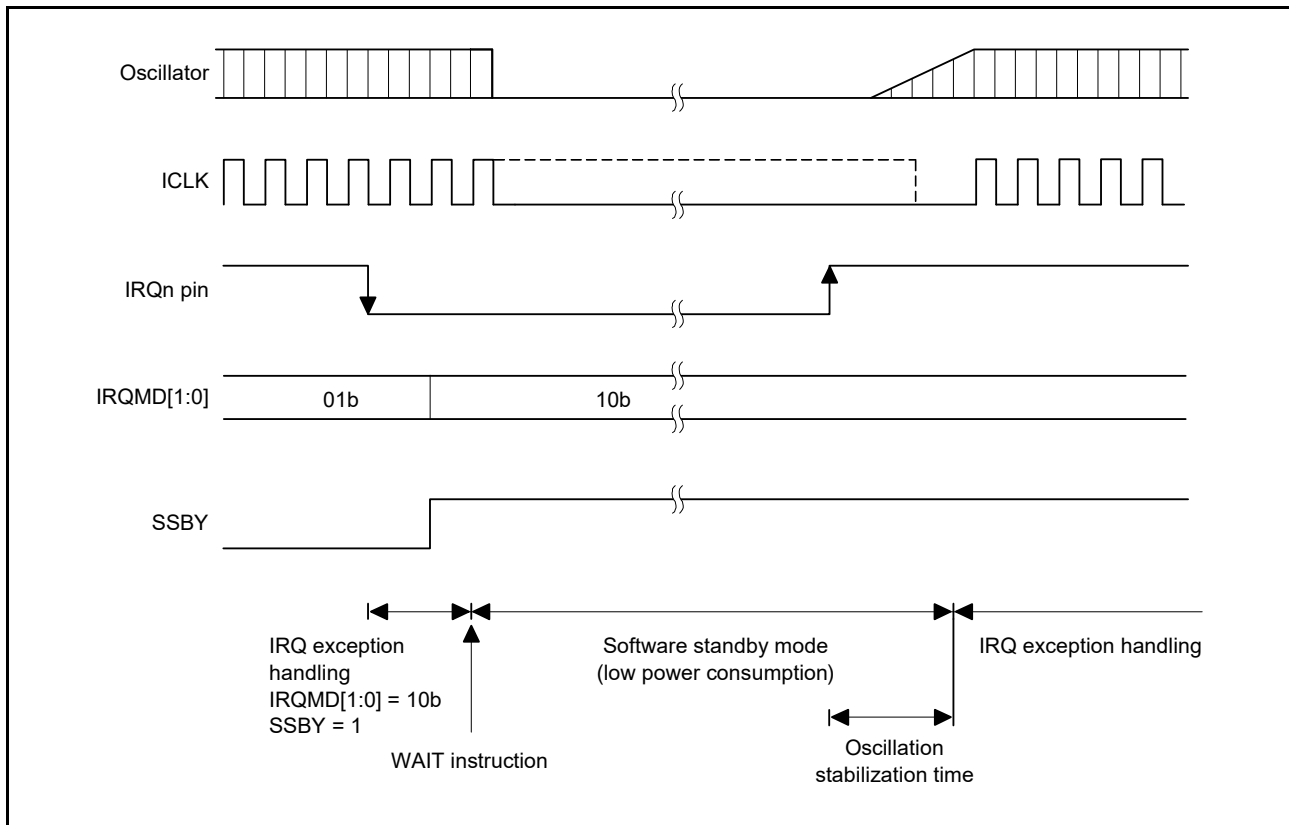 Oscillator
ICLK
IRQn pin
IRQMD[1:0]
01b
10b
SSBY
IRQ exception
handling
IRQMD[1:0] = 10b
SSBY = 1
WAIT instruction
Software standby mode
(low power consumption)
Oscillation
stabilization time
IRQ exception handling